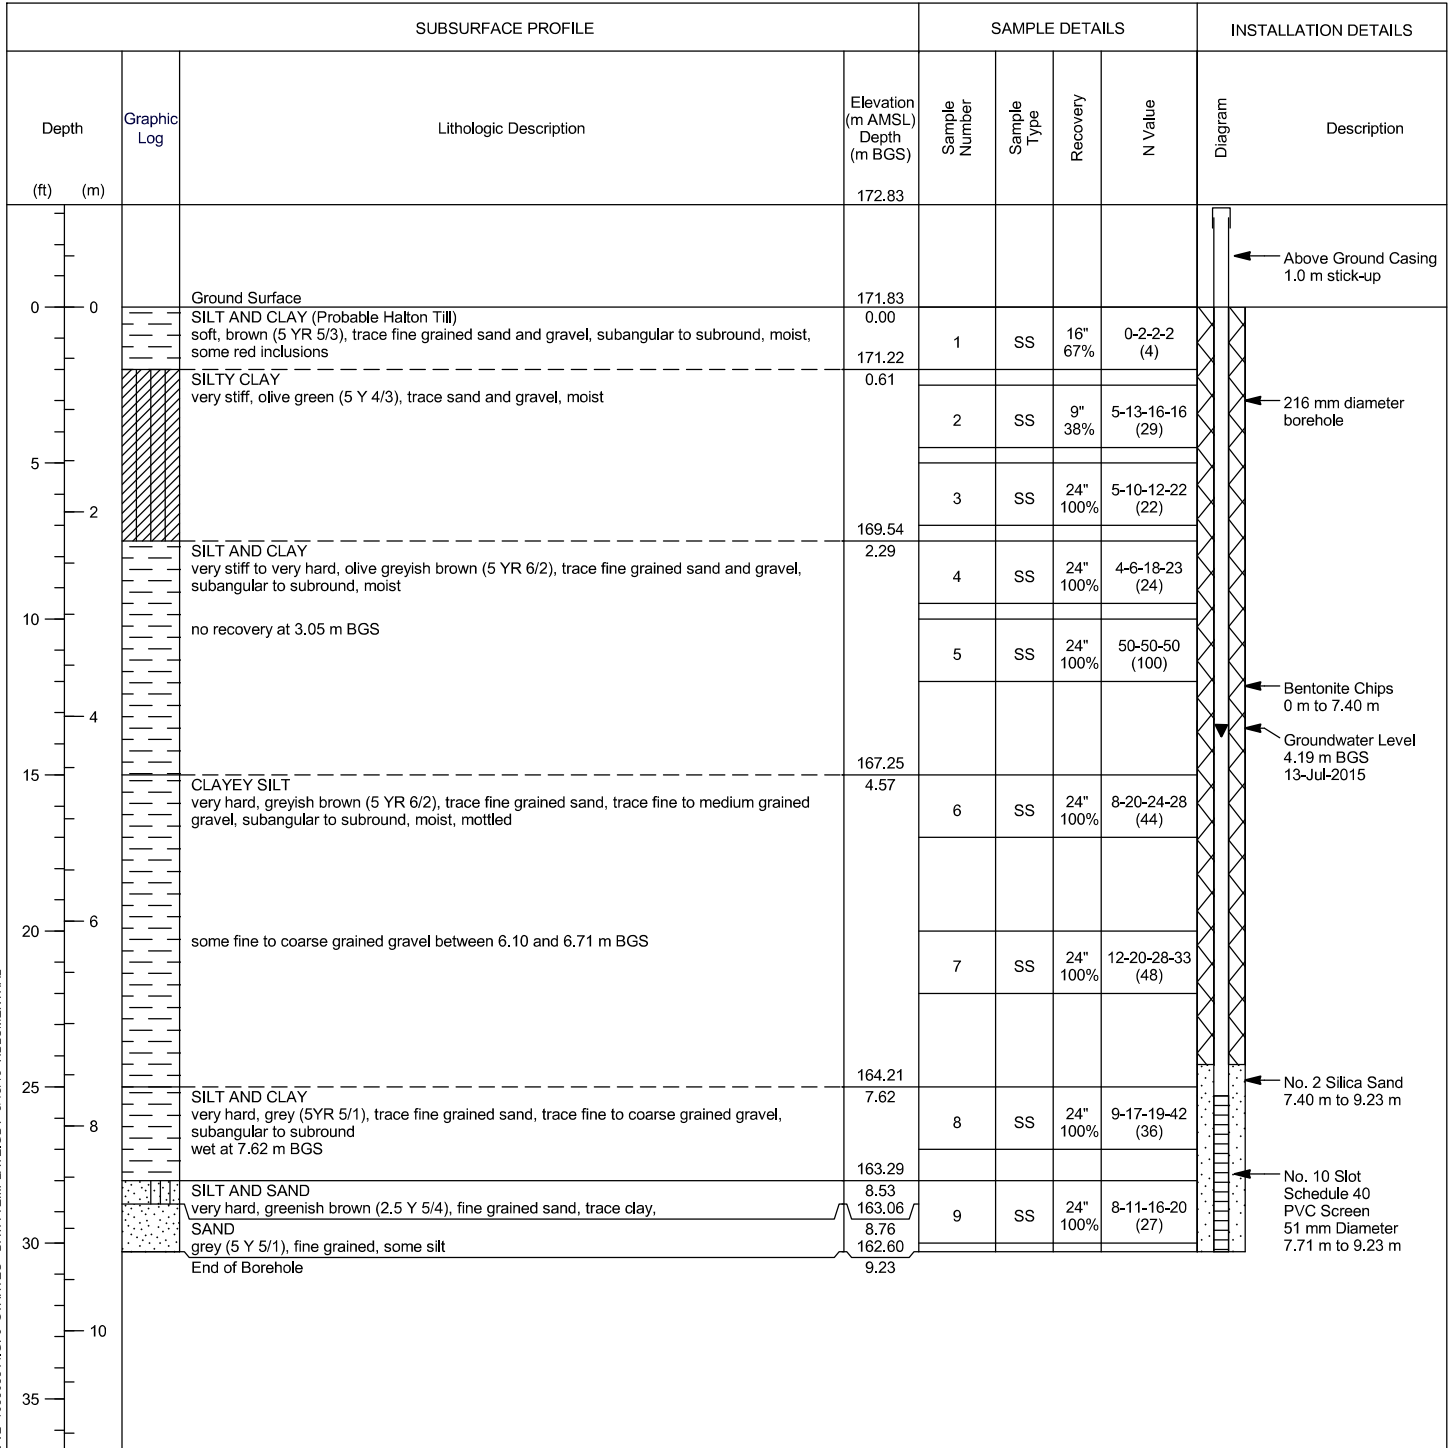 SUBSURFACE PROFILE
SAMPLE DETAILS
INSTALLATION DETAILS
Depth
(ft) (m)
Graphic
Log
Lithologic Description
Elevation
(m AMSL)
Depth
(m BGS)
172.83
Sample
Number
Sample
Type
Recovery
N Value
Diagram
Description
Above Ground Casing
1.0 m stick-up
Ground Surface 171.83
0 0
SILT AND CLAY (Probable Halton Till) 0.00
soft, brown (5 YR 5/3), trace fine grained sand and gravel, subangular to subround, moist,
some red inclusions 171.22
1 SS 16" 67% 0-2-2-2 (4)
SILTY CLAY 0.61
very stiff, olive green (5 Y 4/3), trace sand and gravel, moist
2 SS 9" 38% 5-13-16-16 (29)
216 mm diameter
borehole
5
3 SS 24" 100% 5-10-12-22 (22)
2
169.54
SILT AND CLAY 2.29
very stiff to very hard, olive greyish brown (5 YR 6/2), trace fine grained sand and gravel,
subangular to subround, moist
4 SS 24" 100% 4-6-18-23 (24)
10
no recovery at 3.05 m BGS
5 SS 24" 100% 50-50-50 (100)
Bentonite Chips
0 m to 7.40 m
4
Groundwater Level
4.19 m BGS
13-Jul-2015
167.25
15
CLAYEY SILT 4.57
very hard, greyish brown (5 YR 6/2), trace fine grained sand, trace fine to medium grained
gravel, subangular to subround, moist, mottled
6 SS 24" 100% 8-20-24-28 (44)
6
20
some fine to coarse grained gravel between 6.10 and 6.71 m BGS
7 SS 24" 100% 12-20-28-33 (48)
164.21
25
No. 2 Silica Sand
7.40 m to 9.23 m
SILT AND CLAY 7.62
very hard, grey (5YR 5/1), trace fine grained sand, trace fine to coarse grained gravel,
subangular to subround
wet at 7.62 m BGS
8
8 SS 24" 100% 9-17-19-42 (36)
163.29
No. 10 Slot
Schedule 40
PVC Screen
51 mm Diameter
7.71 m to 9.23 m
SILT AND SAND 8.53
very hard, greenish brown (2.5 Y 5/4), fine grained sand, trace clay, 163.06
9 SS 24" 100% 8-11-16-20 (27)
SAND 8.76
grey (5 Y 5/1), fine grained, some silt 162.60
30
End of Borehole 9.23
10
35